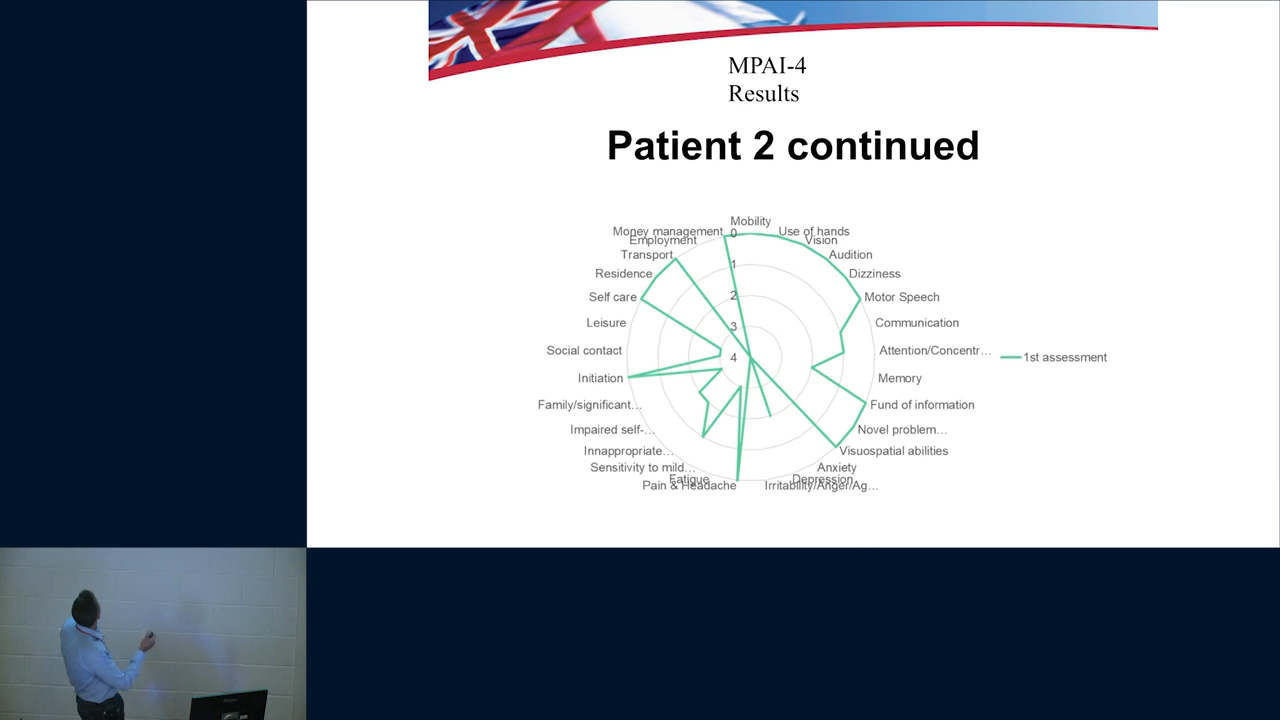 MPAI-4
Results
Patient 2 continued
Mobility
Money management
0
Use of hands
Employment
Vision
Transport
Audition
1
Residence
Dizziness
2
Self care
Motor Speech
Leisure
3
Communication
Social contact
4
Attention/Concentr…
1st assessment
Initiation
Memory
Family/significant…
Fund of information
Impaired self-…
Novel problem…
Innappropriate…
Visuospatial abilities
Sensitivity to mild…
Anxiety
Fatigue
Depression
Pain & Headache
Irritability/Anger/Ag…